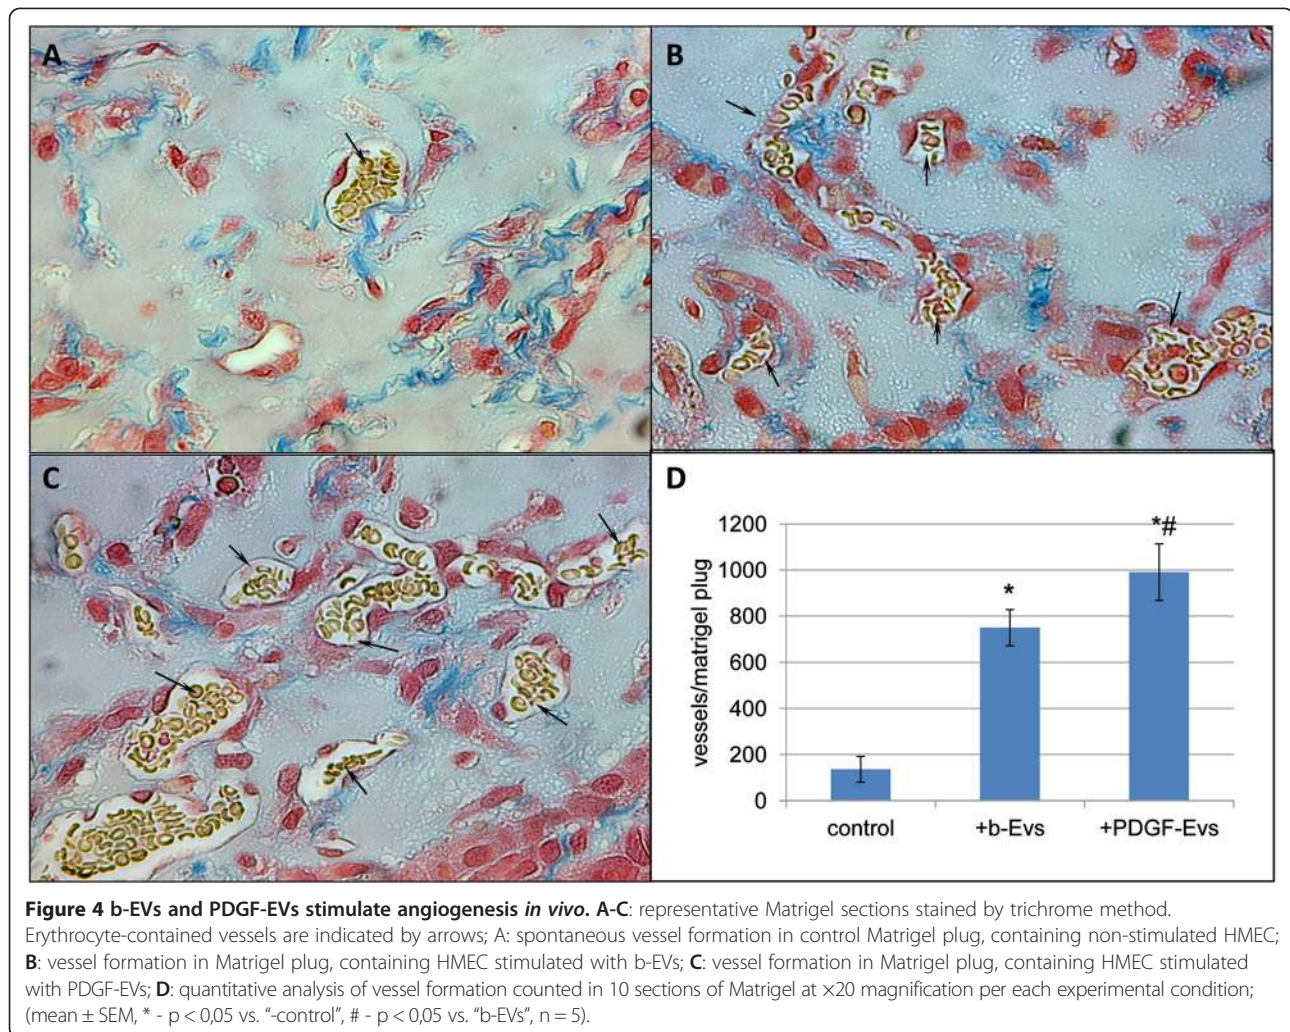 A
B
C
D
1200
1000
800
600
400
200
0
vessels/matrigel plug
*
*#
control
+b-Evs
+PDGF-Evs
Figure 4 b-EVs and PDGF-EVs stimulate angiogenesis in vivo. A-C: representative Matrigel sections stained by trichrome method.
Erythrocyte-contained vessels are indicated by arrows; A: spontaneous vessel formation in control Matrigel plug, containing non-stimulated HMEC;
B: vessel formation in Matrigel plug, containing HMEC stimulated with b-EVs; C: vessel formation in Matrigel plug, containing HMEC stimulated
with PDGF-EVs; D: quantitative analysis of vessel formation counted in 10 sections of Matrigel at ×20 magnification per each experimental condition;
(mean ± SEM, * - p < 0,05 vs. “-control”, # - p < 0,05 vs. “b-EVs”, n = 5).